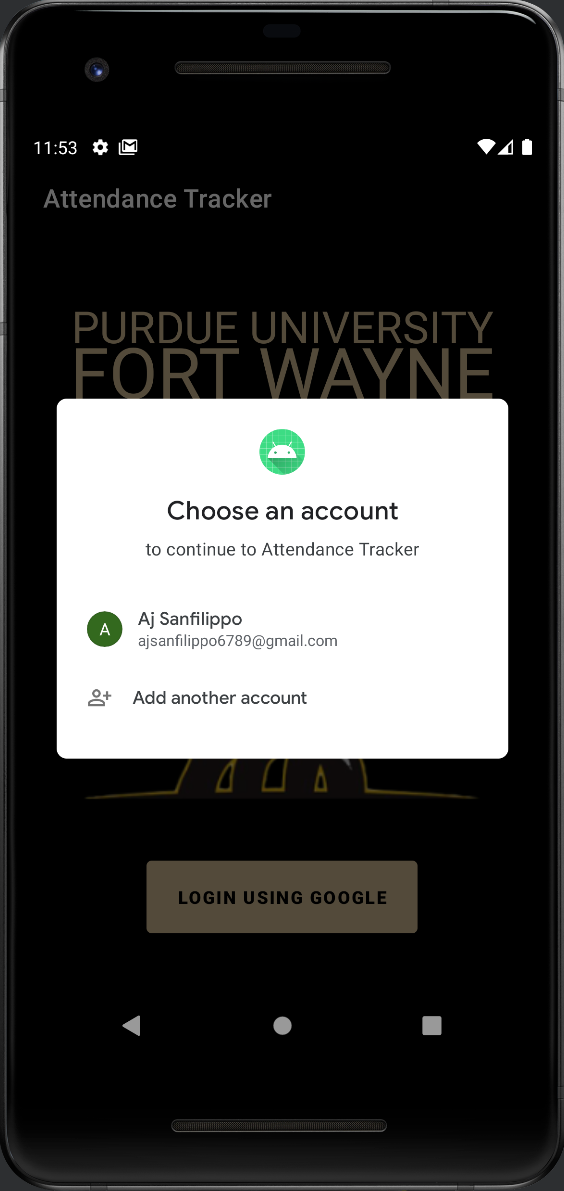 11:53
Attendance Tracker
PURDUE UNIVERSITY
FORT WAYNE
Choose an account
to continue to Attendance Tracker
A
Aj Sanfilippo
ajsanfilippo6789@gmail.com
Add another account
LOGIN USING GOOGLE